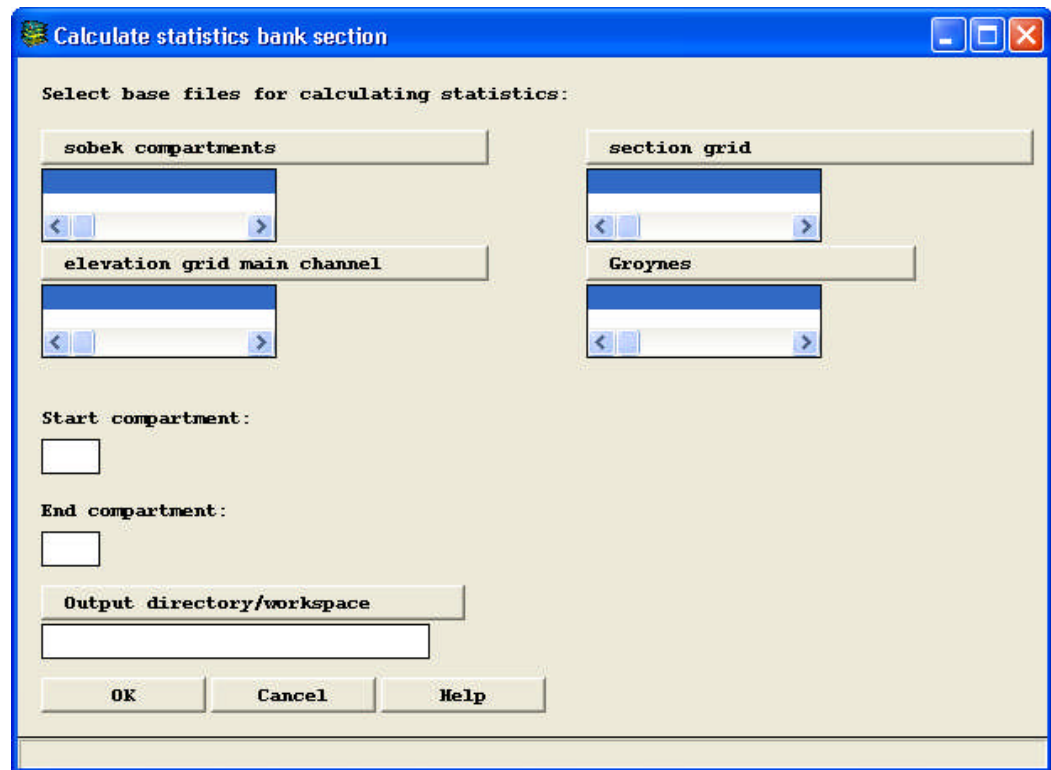 Calculate statistics bank section
Select base files for calculating statistics:
sobek compartments
section grid
elevation grid main channel
Groynes
Start compartment:
End compartment:
Output directory/workspace
OK Cancel Help